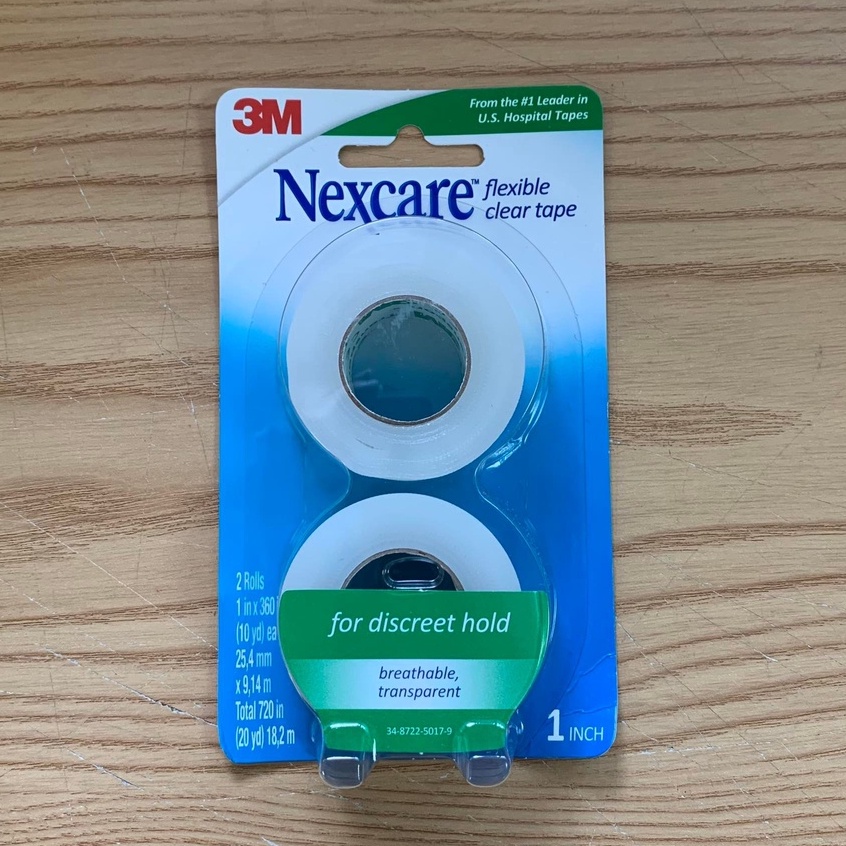 3M
From the #1 Leader in
U.S. Hospital Tapes
Nexcare™ flexible
clear tape
2 Rolls
1 in x 360
(10 yd)
25,4 mm
x 9,14 m
Total 720 in
(20 yd) 18,2 m
for discreet hold
breathable,
transparent
34-8722-5017-9
1 INCH